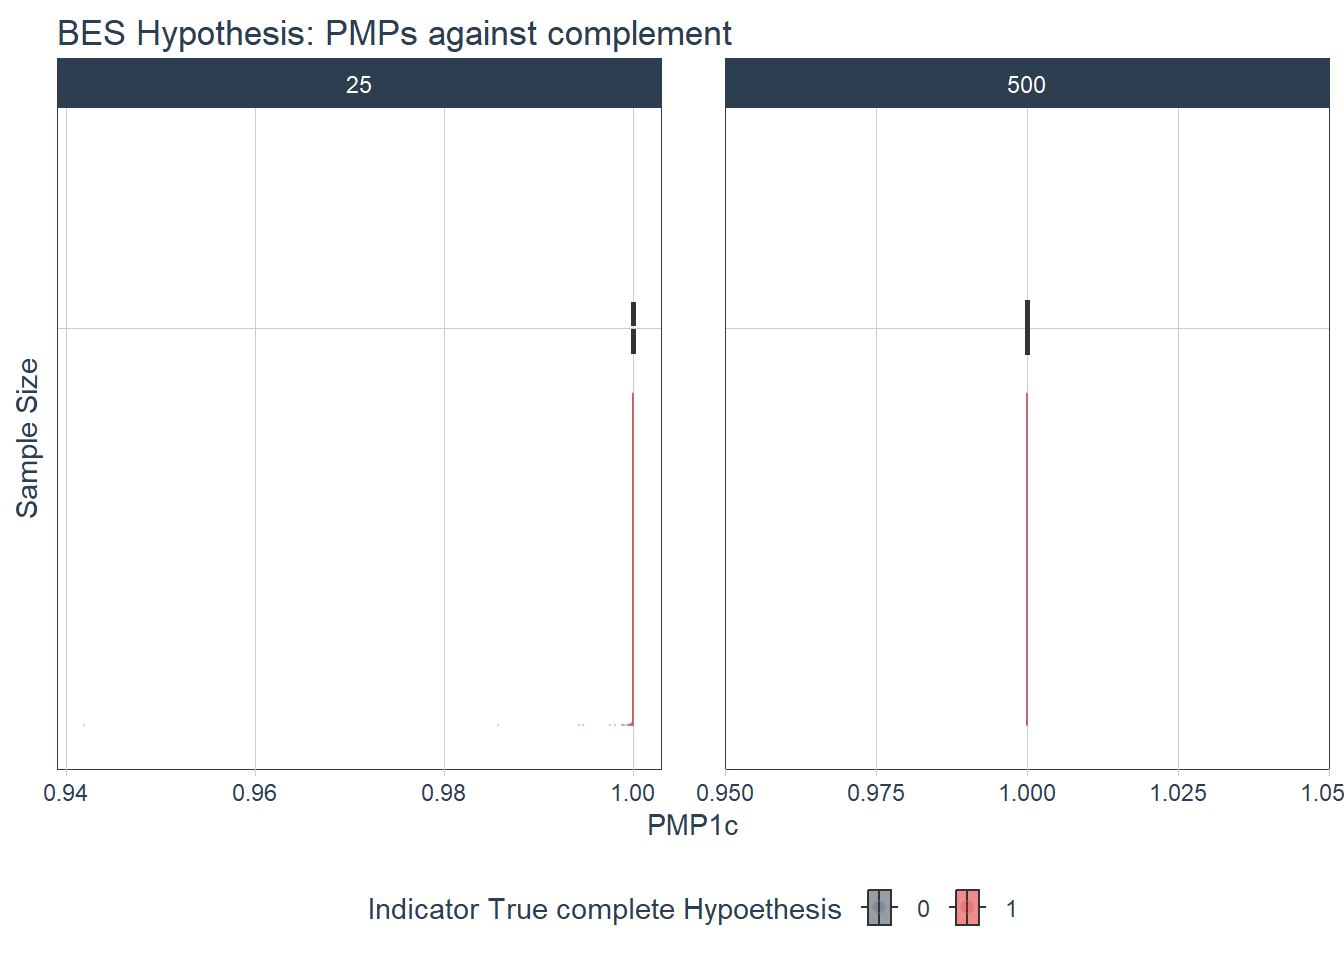 BES Hypothesis: PMPs against complement
25
500
Sample Size
0.94 0.96 0.98 1.00
0.950 0.975 1.000 1.025 1.05
PMP1c
Indicator True complete Hypoethesis 0 1